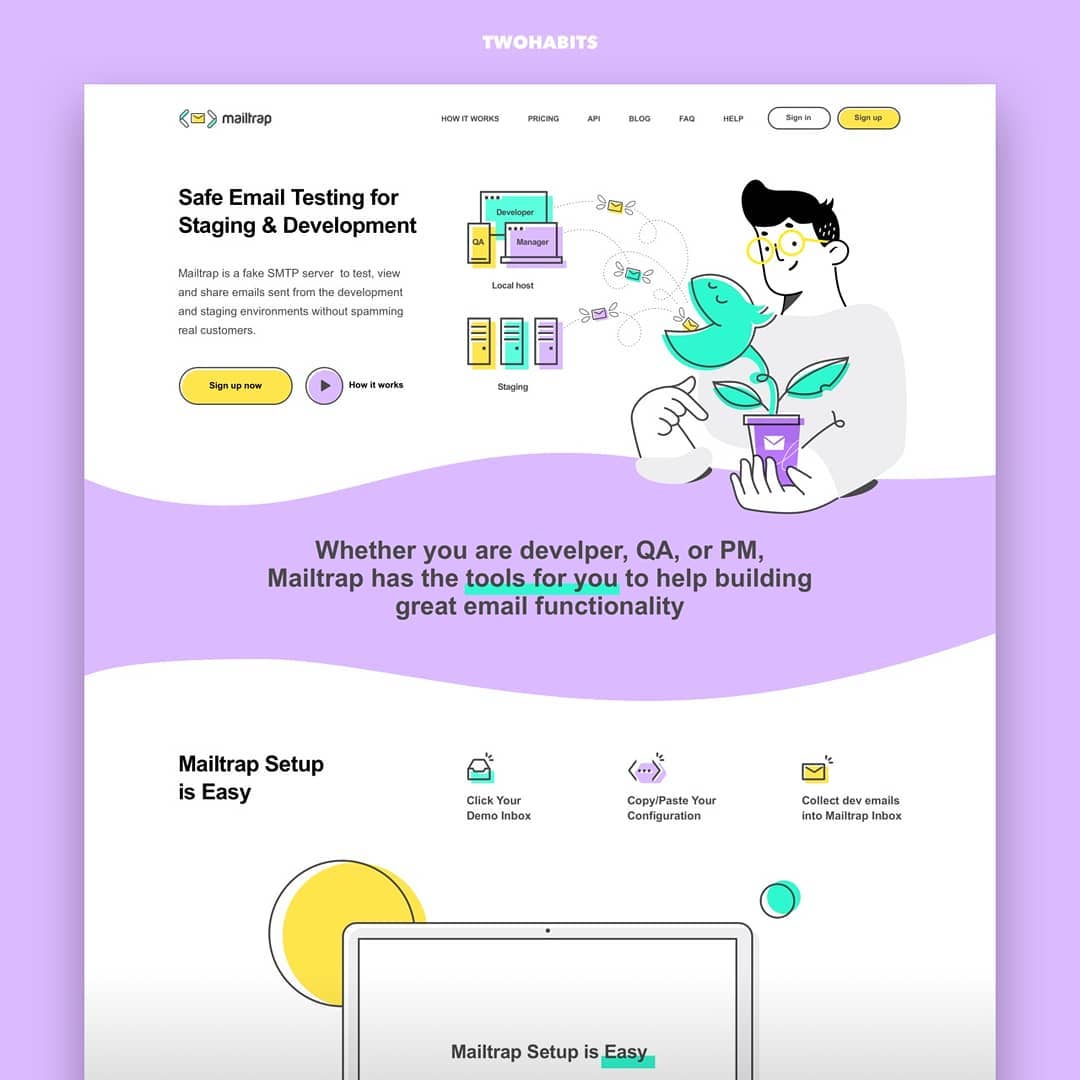 TWOHABITS
mailtrap
HOW IT WORKS
PRICING
API
BLOG
FAQ
HELP
Sign in
Sign up
Safe Email Testing for
Staging & Development
Mailtrap is a fake SMTP server  to test, view
and share emails sent from the development
and staging environments without spamming
real customers.
Sign up now
How it works
Developer
QA
Manager
Local host
Staging
Whether you are develper, QA, or PM,
Mailtrap has the tools for you to help building
great email functionality
Mailtrap Setup
is Easy
Click Your
Demo Inbox
Copy/Paste Your
Configuration
Collect dev emails
into Mailtrap Inbox
Mailtrap Setup is Easy